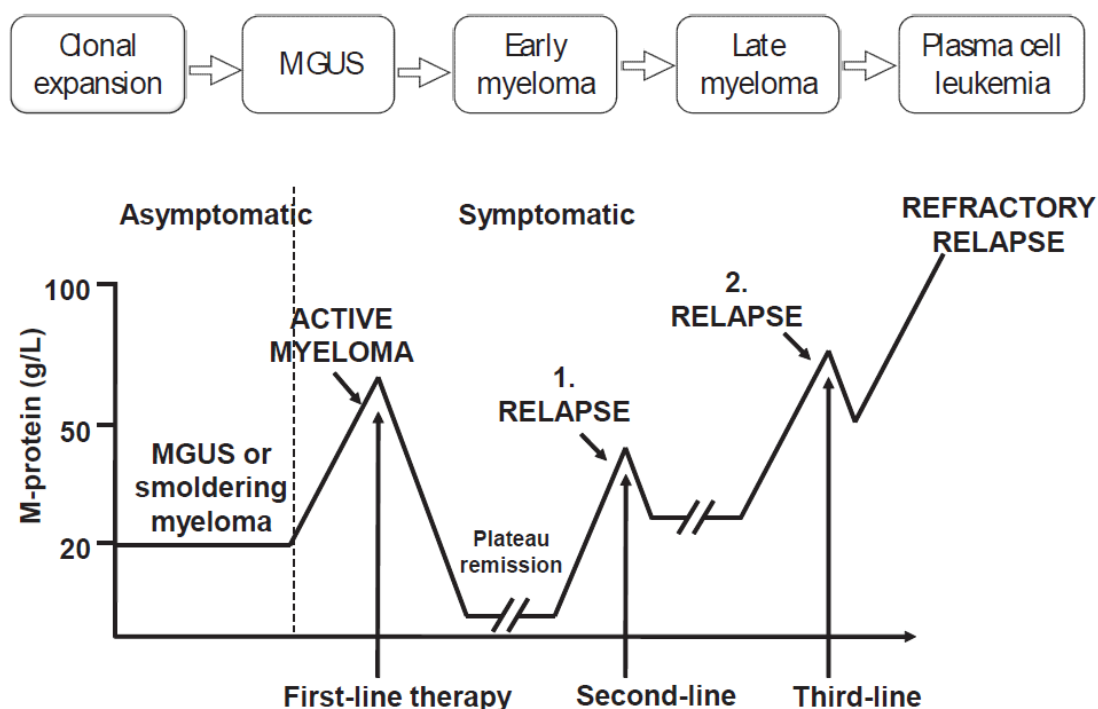 Clonal
expansion
MGUS
Early
myeloma
Late
myeloma
Plasma cell
leukemia
Asymptomatic
Symptomatic
REFRACTORY
RELAPSE
M-protein (g/L)
100
50
20
MGUS or
smoldering
myeloma
ACTIVE
MYELOMA
Plateau
remission
1.
RELAPSE
2.
RELAPSE
First-line therapy
Second-line
Third-line